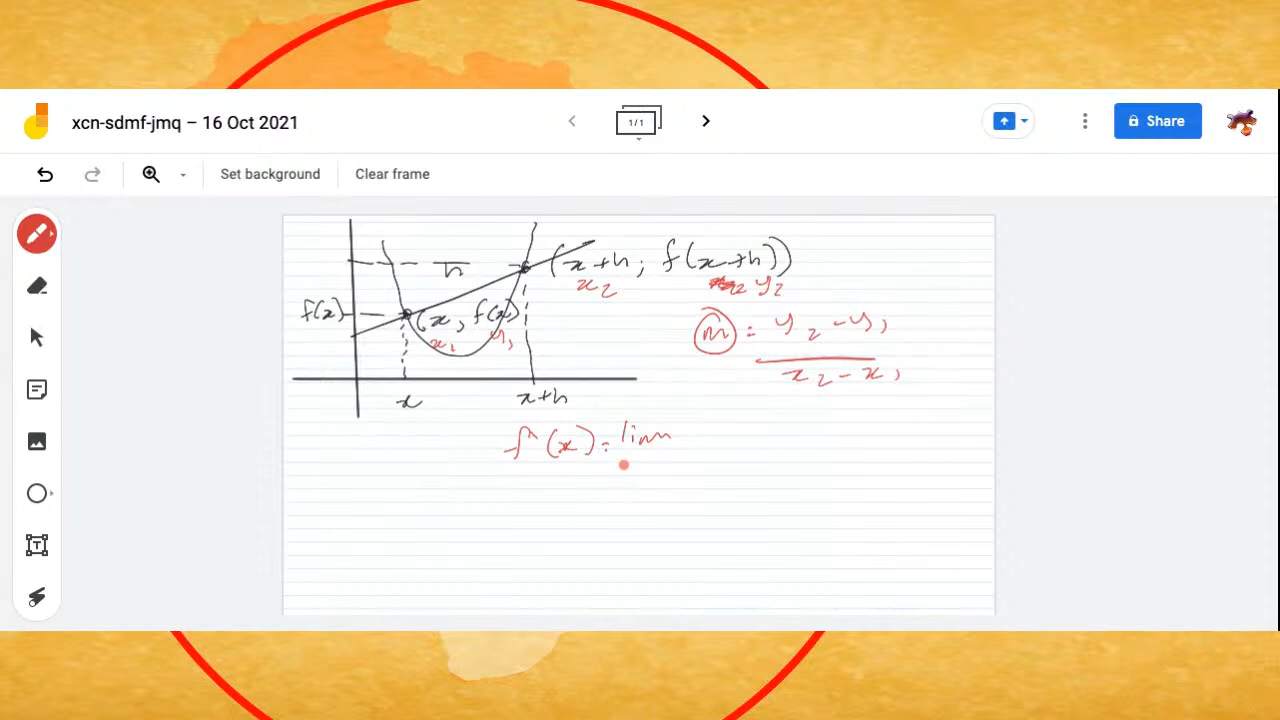 xcn-sdmf-jmq – 16 Oct 2021
1/1
Share
Set background
Clear frame
h
(x+h; f(x+h))
x2
y2
f(x)
(x, f(x))
x1
y1
m = y2 - y1
x2 - x1
x
x+h
f'(x) = lim